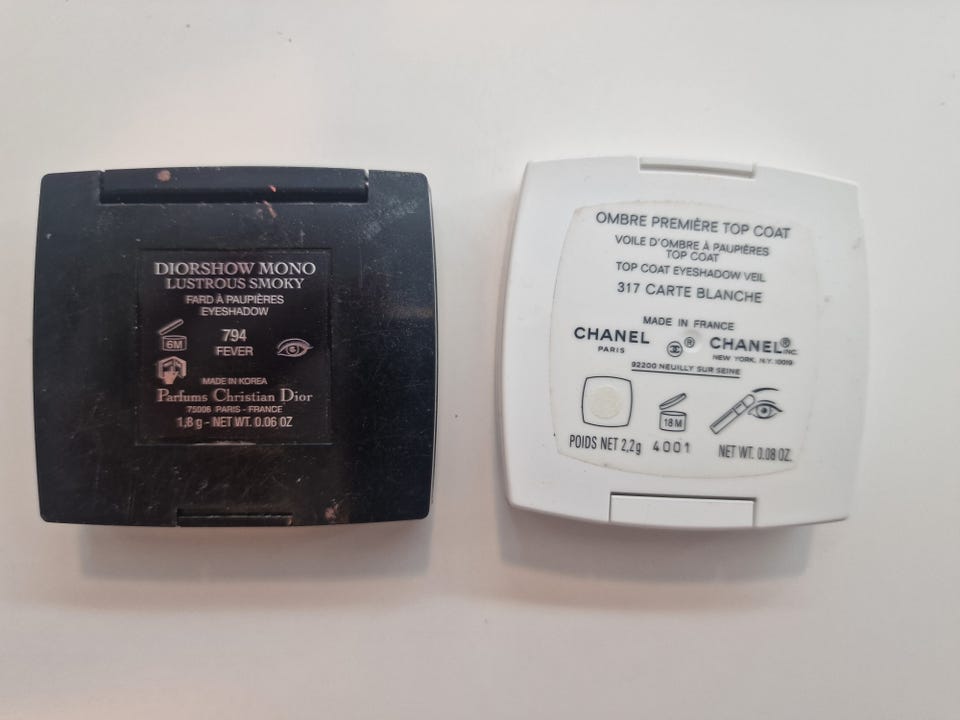 DIORSHOW MONO
LUSTROUS SMOKY
FARD À PAUPIÈRES
EYESHADOW
6M
794
FEVER
MADE IN KOREA
Parfums Christian Dior
75008 PARIS - FRANCE
1,8 g - NET WT. 0.06 OZ
OMBRE PREMIÈRE TOP COAT
VOILE D'OMBRE À PAUPIÈRES
TOP COAT
TOP COAT EYESHADOW VEIL
317 CARTE BLANCHE
MADE IN FRANCE
CHANEL
PARIS
®
CHANEL® INC.
NEW YORK, N.Y. 10019
92200 NEUILLY SUR SEINE
18 M
POIDS NET 2,2g 4001 NET WT. 0.08 OZ.